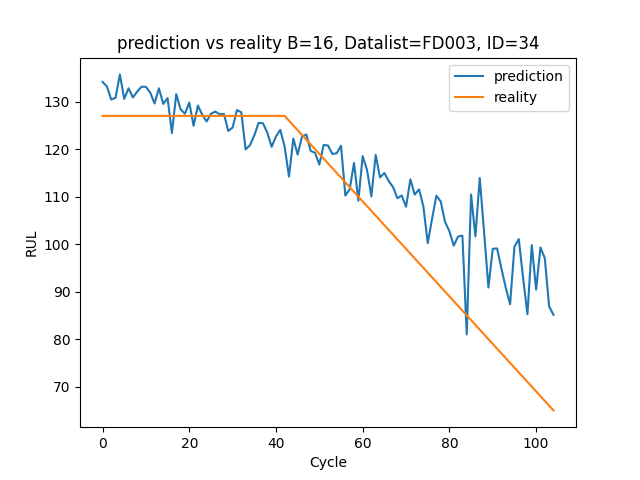 prediction vs reality B=16, Datalist=FD003, ID=34
prediction
reality
RUL
130
120
110
100
90
80
70
0 20 40 60 80 100
Cycle